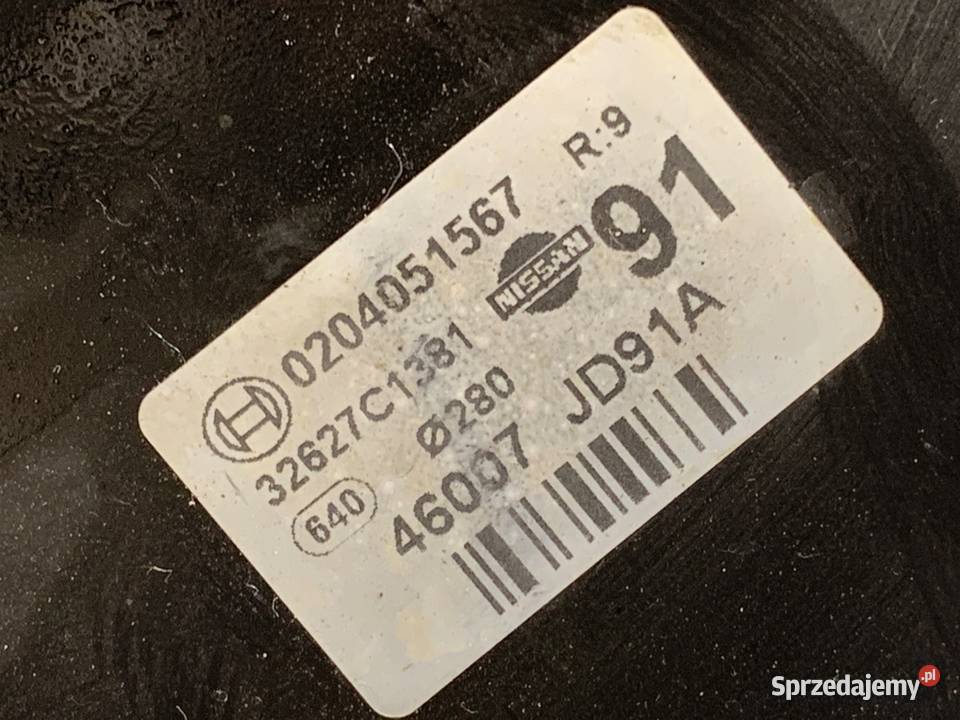 R:9
0204051567
NISSAN
91
32627C1381
Ø280
640
46007 JD91A
Sprzedajemy.pl